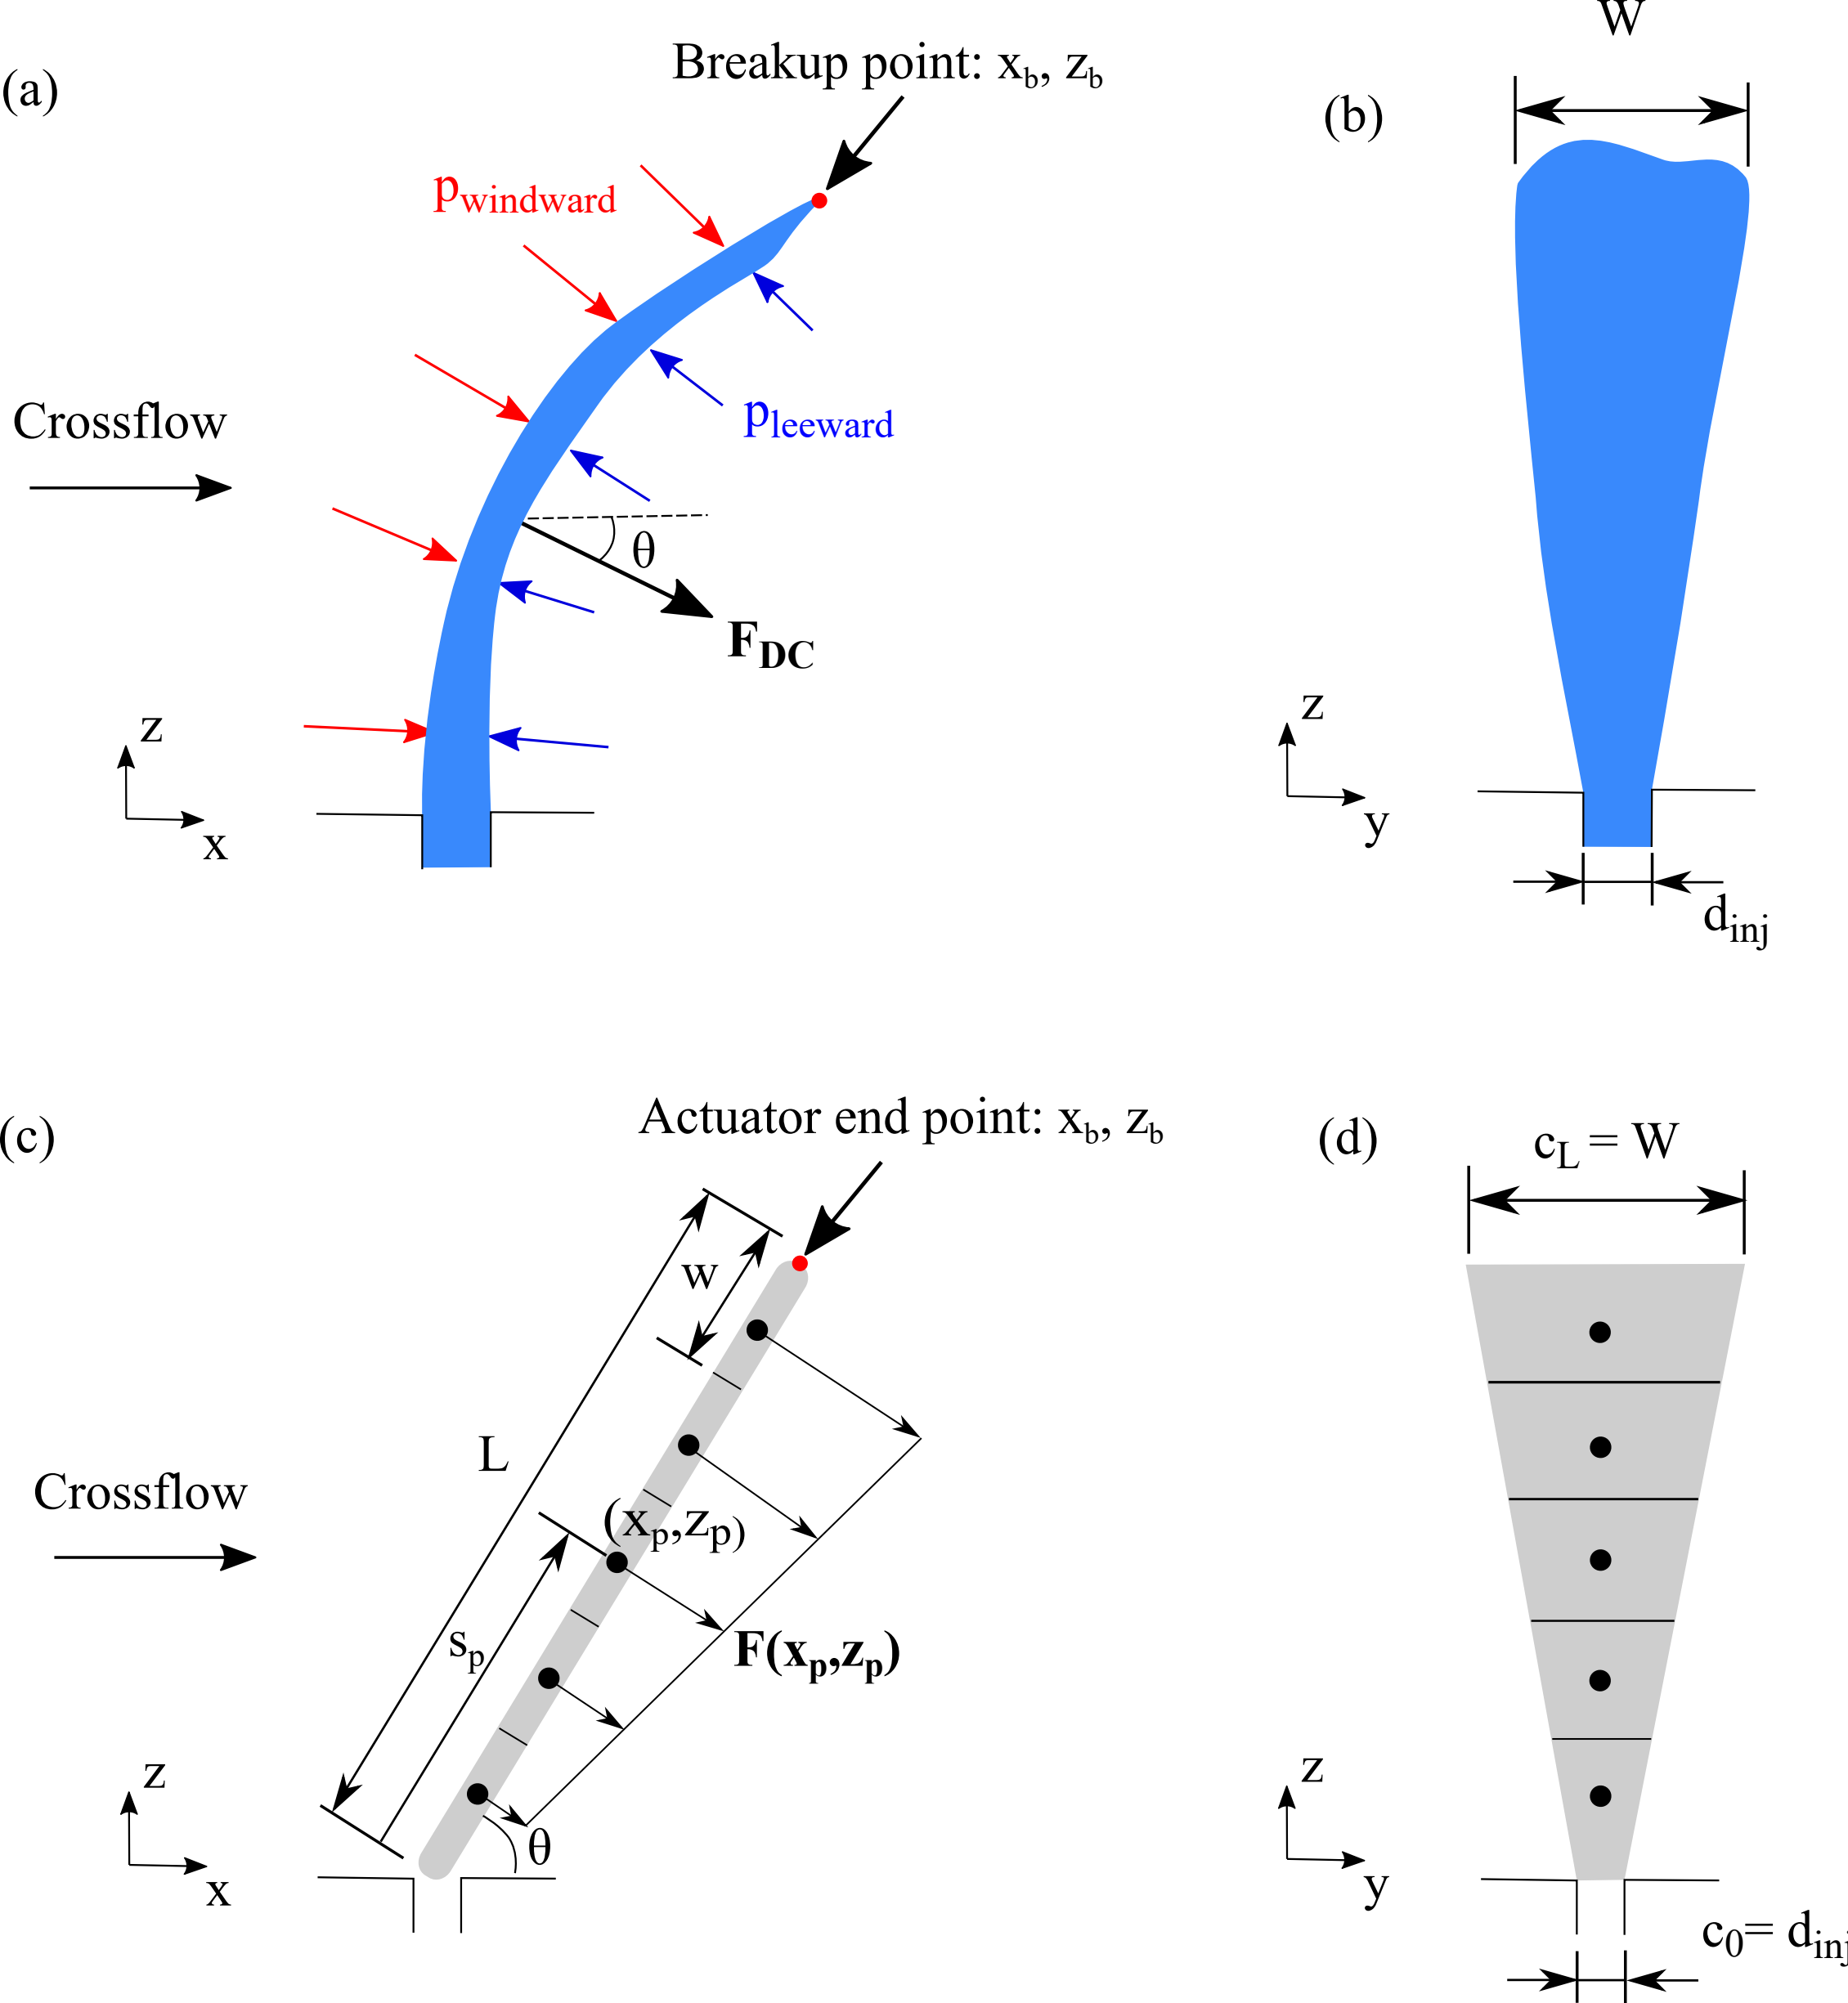 W
Breakup point: xb, zb
(a)
(b)
pwindward
Crossflow
pleeward
θ
FDC
z
x
z
y
dinj
Actuator end point: xb, zb
(c)
(d)
cL = W
w
L
Crossflow
(xp,zp)
sp
F(xp,zp)
θ
z
x
z
y
c0= dinj